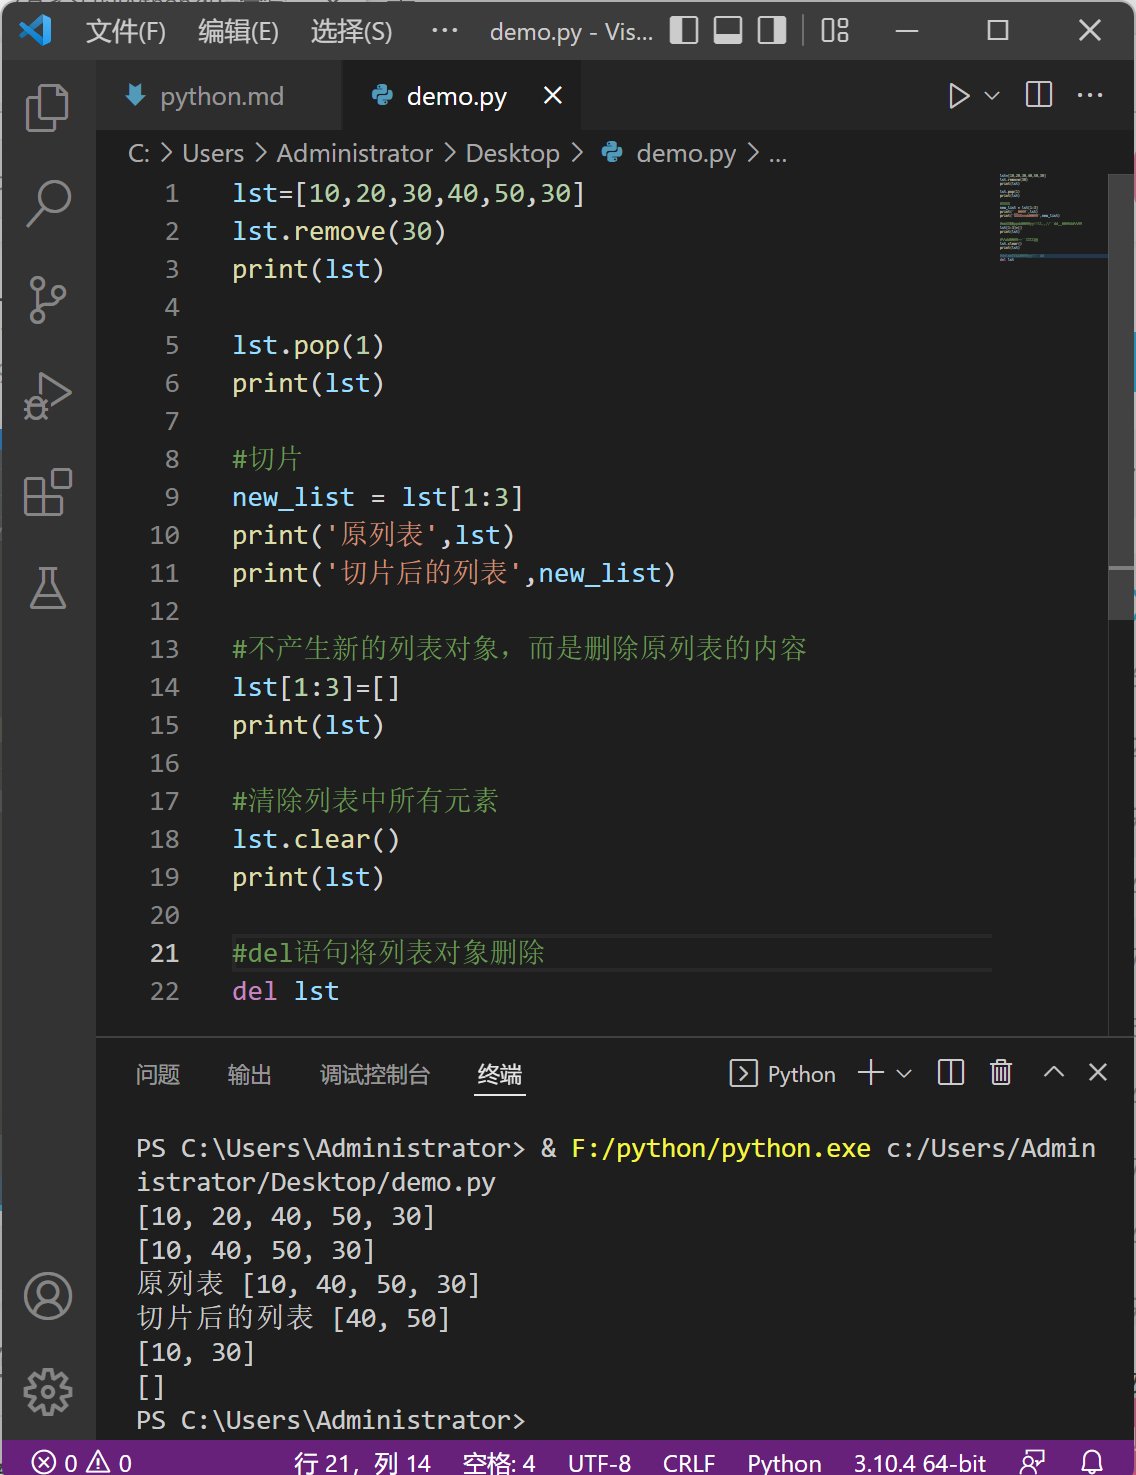 文件(F) 编辑(E) 选择(S) ··· demo.py - Vis...
python.md demo.py
C: > Users > Administrator > Desktop > demo.py > ...
1 lst=[10,20,30,40,50,30]
2 lst.remove(30)
3 print(lst)
4
5 lst.pop(1)
6 print(lst)
7
8 #切片
9 new_list = lst[1:3]
10 print('原列表',lst)
11 print('切片后的列表',new_list)
12
13 #不产生新的列表对象，而是删除原列表的内容
14 lst[1:3]=[]
15 print(lst)
16
17 #清除列表中所有元素
18 lst.clear()
19 print(lst)
20
21 #del语句将列表对象删除
22 del lst
问题 输出 调试控制台 终端 Python
PS C:\Users\Administrator> & F:/python/python.exe c:/Users/Admin
istrator/Desktop/demo.py
[10, 20, 40, 50, 30]
[10, 40, 50, 30]
原列表 [10, 40, 50, 30]
切片后的列表 [40, 50]
[10, 30]
[]
PS C:\Users\Administrator>
0 0 行 21，列 14 空格: 4 UTF-8 CRLF Python 3.10.4 64-bit